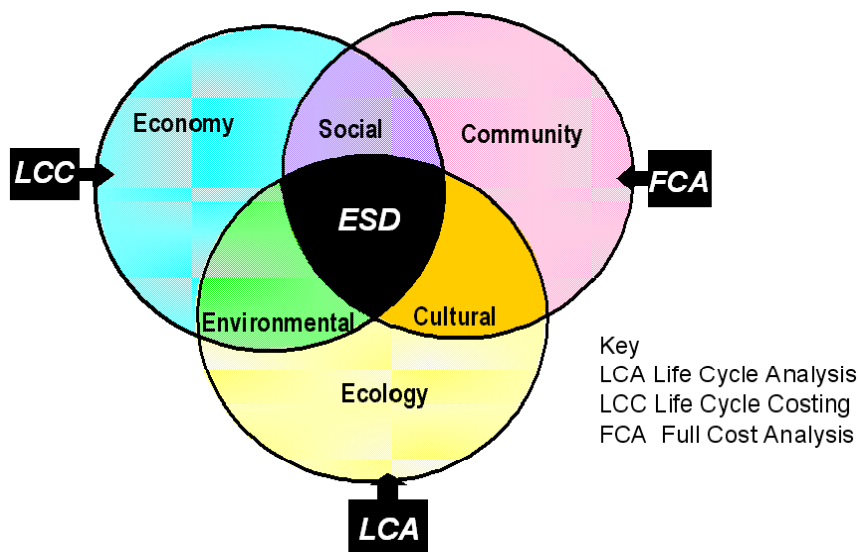 Economy
Social
Community
LCC
FCA
ESD
Environmental
Cultural
Ecology
Key
LCA Life Cycle Analysis
LCC Life Cycle Costing
FCA Full Cost Analysis
LCA